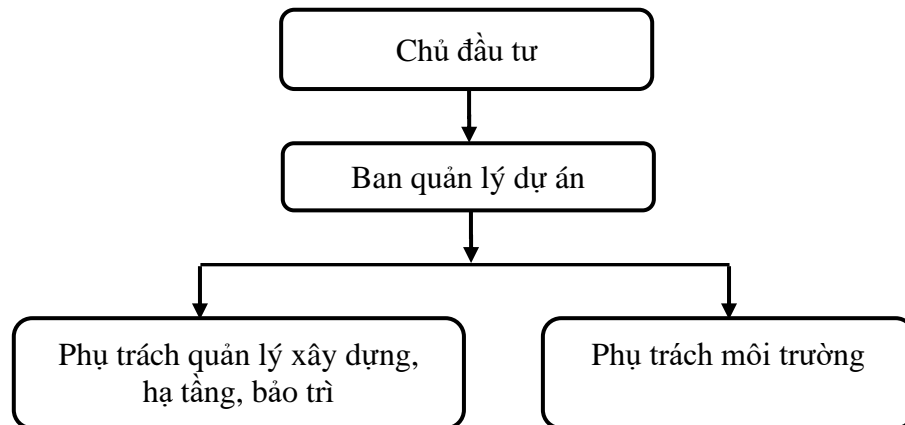 Chủ đầu tư
Ban quản lý dự án
Phụ trách quản lý xây dựng,
hạ tầng, bảo trì
Phụ trách môi trường